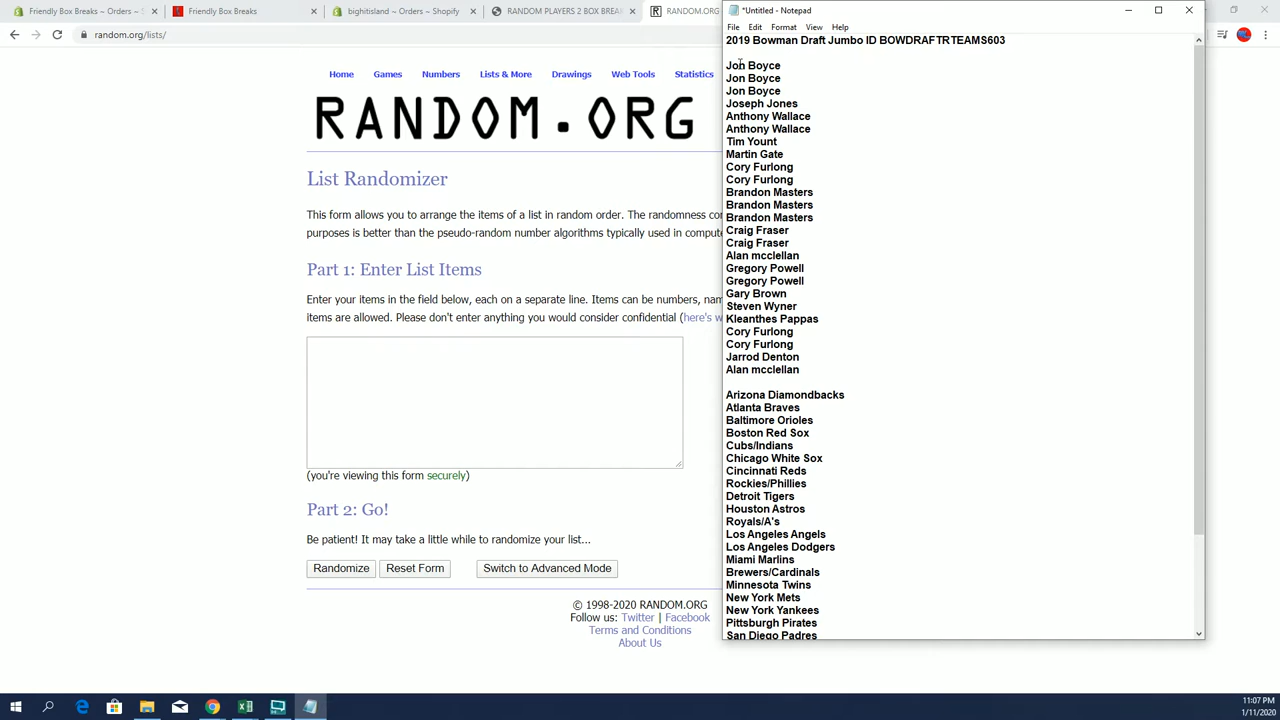 Friendly Box Breaks ~ Orders ~ S
Friendly Box Breaks
bighitisland ~ Orders ~ Shopify
RANDOM PLAYERS 2 BOX BREAK
RANDOM.ORG
random.org/lists/
Home Games Numbers Lists & More Drawings Web Tools Statistics
RANDOM.ORG
List Randomizer
This form allows you to arrange the items of a list in random order. The randomness
purposes is better than the pseudo-random number algorithms typically used in
Part 1: Enter List Items
Enter your items in the field below, each on a separate line. Items can be numbers,
items are allowed. Please don't enter anything you would consider confidential (here's
(you're viewing this form securely)
Part 2: Go!
Be patient! It may take a little while to randomize your list...
Randomize Reset Form Switch to Advanced Mode
© 1998-2020 RANDOM.ORG
Follow us: Twitter | Facebook
Terms and Conditions
About Us
*Untitled - Notepad
File Edit Format View Help
2019 Bowman Draft Jumbo ID BOWDRAFTRTEAMS603
Jon Boyce
Jon Boyce
Jon Boyce
Joseph Jones
Anthony Wallace
Anthony Wallace
Tim Yount
Martin Gate
Cory Furlong
Cory Furlong
Brandon Masters
Brandon Masters
Brandon Masters
Craig Fraser
Craig Fraser
Alan mcclellan
Gregory Powell
Gregory Powell
Gary Brown
Steven Wyner
Kleanthes Pappas
Cory Furlong
Cory Furlong
Jarrod Denton
Alan mcclellan
Arizona Diamondbacks
Atlanta Braves
Baltimore Orioles
Boston Red Sox
Cubs/Indians
Chicago White Sox
Cincinnati Reds
Rockies/Phillies
Detroit Tigers
Houston Astros
Royals/A's
Los Angeles Angels
Los Angeles Dodgers
Miami Marlins
Brewers/Cardinals
Minnesota Twins
New York Mets
New York Yankees
Pittsburgh Pirates
San Diego Padres
11:07 PM
1/11/2020